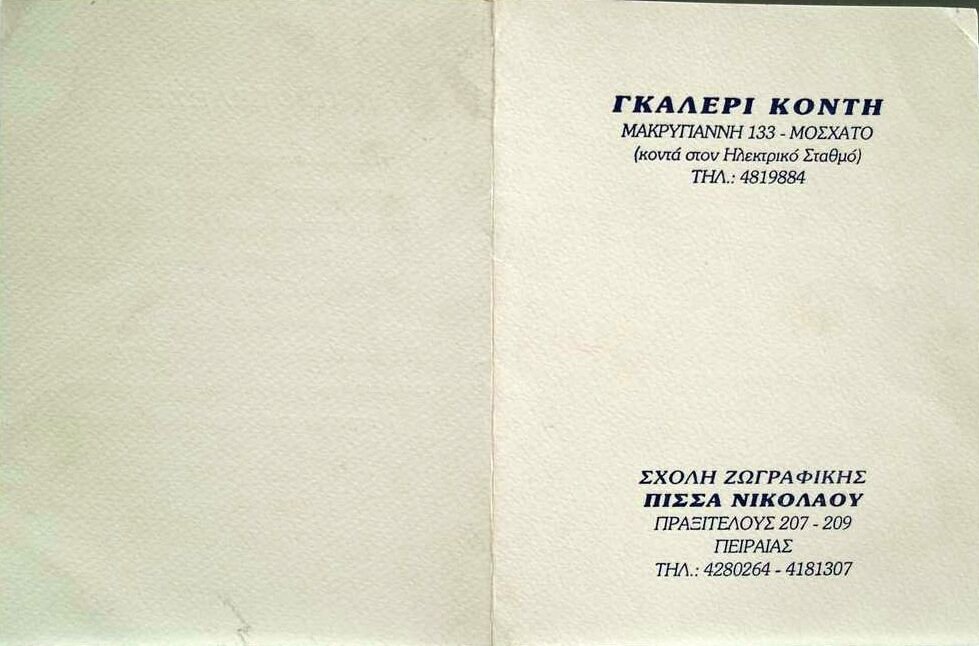 ΓΚΑΛΕΡΙ ΚΟΝΤΗ
ΜΑΚΡΥΓΙΑΝΝΗ 133 - ΜΟΣΧΑΤΟ
(κοντά στον Ηλεκτρικό Σταθμό)
ΤΗΛ.: 4819884
ΣΧΟΛΗ ΖΩΓΡΑΦΙΚΗΣ
ΠΙΣΣΑ ΝΙΚΟΛΑΟΥ
ΠΡΑΞΙΤΕΛΟΥΣ 207 - 209
ΠΕΙΡΑΙΑΣ
ΤΗΛ.: 4280264 - 4181307